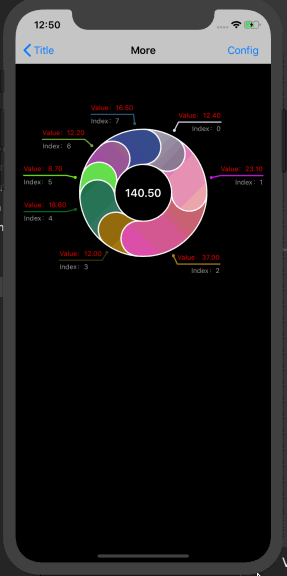 12:50
Title
More
Config
Value: 16.50
Index: 7
Value: 12.40
Index: 0
Value: 12.20
Index: 6
Value: 23.10
Index: 1
Value: 8.70
Index: 5
140.50
Value: 18.60
Index: 4
Value: 12.00
Index: 3
Value: 37.00
Index: 2